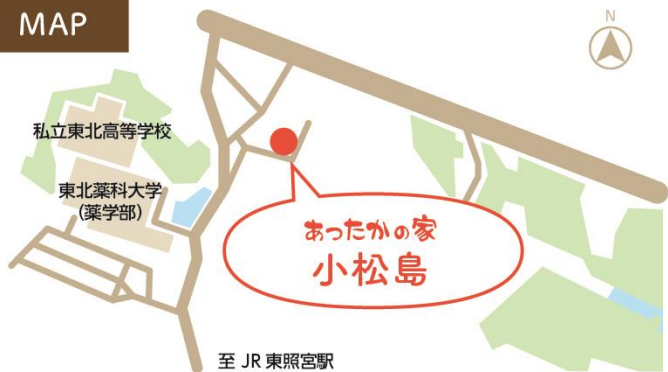 MAP
N
私立東北高等学校
東北薬科大学
(薬学部)
あったかの家
小松島
至 JR 東照宮駅